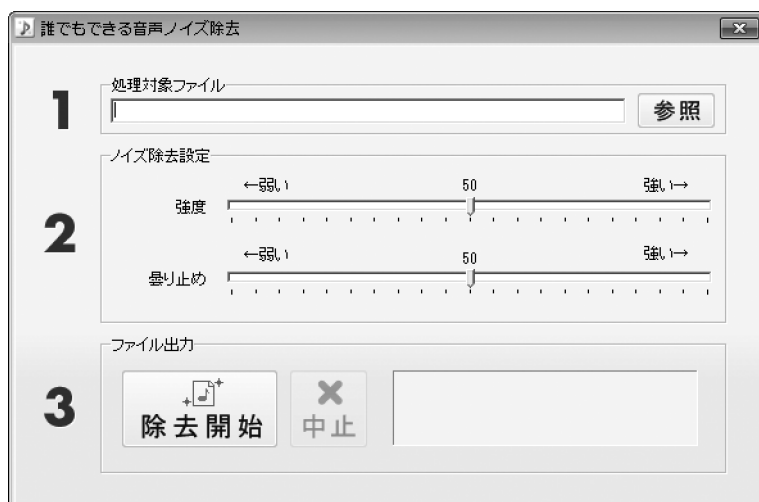 誰でもできる音声ノイズ除去
1
処理対象ファイル
参照
2
ノイズ除去設定
←弱い 50 強い→
強度
←弱い 50 強い→
曇り止め
3
ファイル出力
除去開始
中止